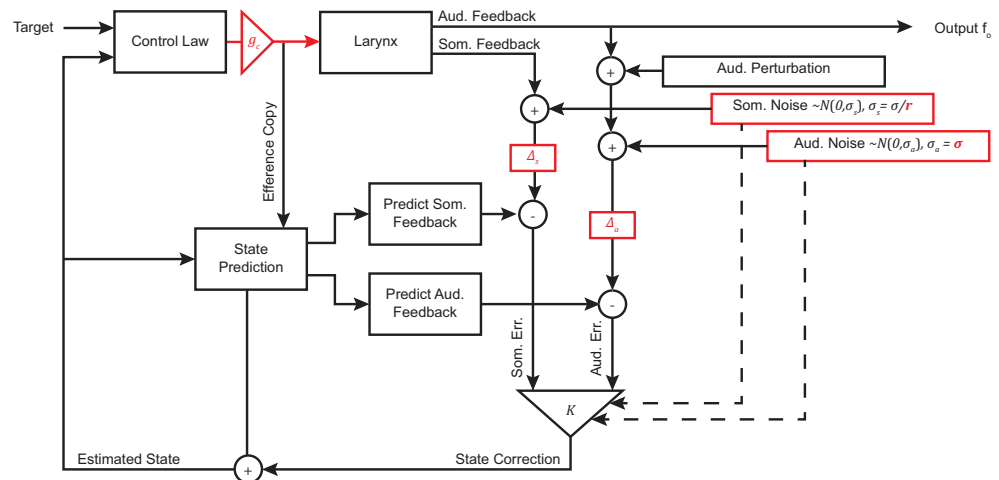 Target
Control Law
g_c
Larynx
Aud. Feedback
Som. Feedback
Output f_o
+
Aud. Perturbation
+
Som. Noise ~N(0,σ_s), σ_s = σ/r
+
Aud. Noise ~N(0,σ_a), σ_a = σ
Δ_s
Efference Copy
Predict Som.
Feedback
-
Δ_a
State
Prediction
Predict Aud.
Feedback
-
Som. Err.
Aud. Err.
K
Estimated State
+
State Correction